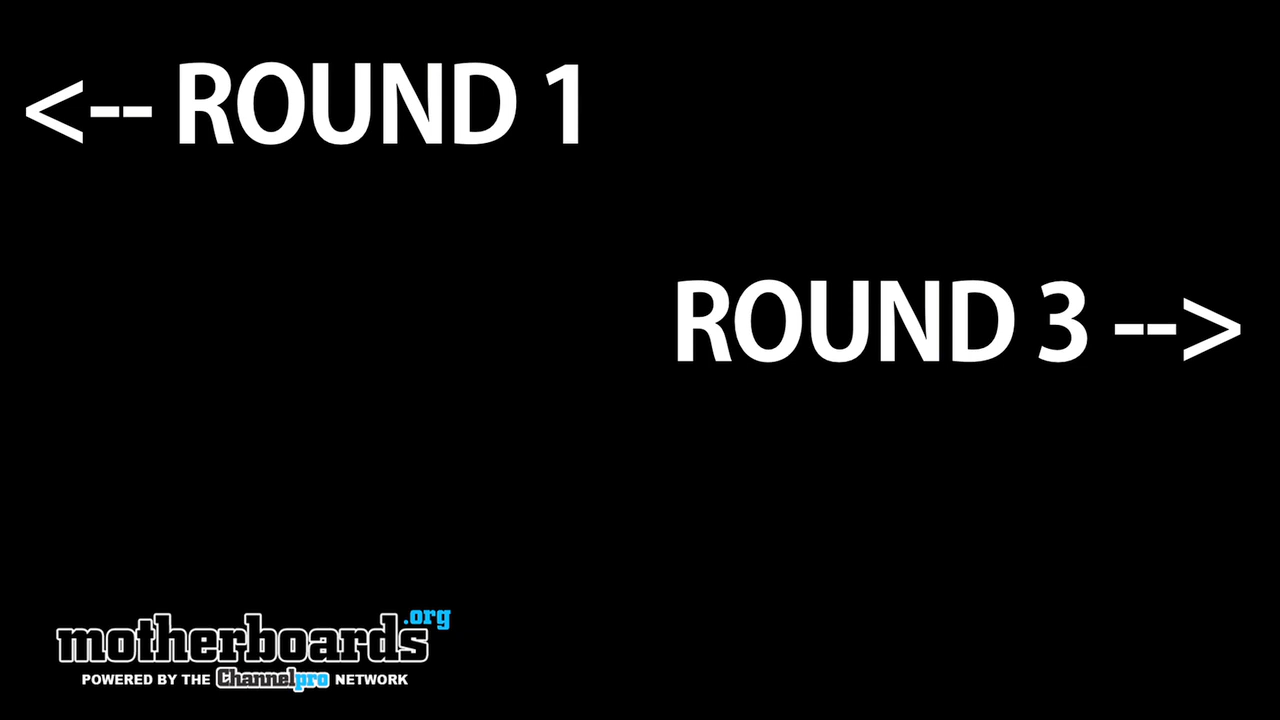 <-- ROUND 1
ROUND 3 -->
motherboards.org
POWERED BY THE Channelpro NETWORK